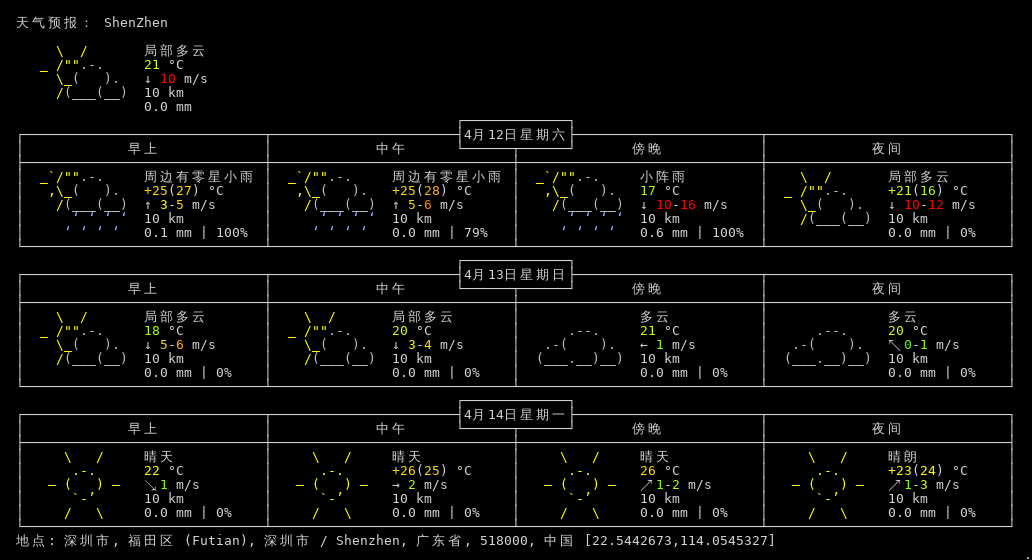 天气预报： ShenZhen
局部多云
21 °C
↓ 10 m/s
10 km
0.0 mm
4月12日星期六
早上 中午 傍晚 夜间
周边有零星小雨 周边有零星小雨 小阵雨 局部多云
+25(27) °C +25(28) °C 17 °C +21(16) °C
↑ 3-5 m/s ↑ 5-6 m/s ↓ 10-16 m/s ↓ 10-12 m/s
10 km 10 km 10 km 10 km
0.1 mm | 100% 0.0 mm | 79% 0.6 mm | 100% 0.0 mm | 0%
4月13日星期日
早上 中午 傍晚 夜间
局部多云 局部多云 多云 多云
18 °C 20 °C 21 °C 20 °C
↓ 5-6 m/s ↓ 3-4 m/s ← 1 m/s ↖ 0-1 m/s
10 km 10 km 10 km 10 km
0.0 mm | 0% 0.0 mm | 0% 0.0 mm | 0% 0.0 mm | 0%
4月14日星期一
早上 中午 傍晚 夜间
晴天 晴天 晴天 晴朗
22 °C +26(25) °C 26 °C +23(24) °C
↘ 1 m/s → 2 m/s ↗ 1-2 m/s ↗ 1-3 m/s
10 km 10 km 10 km 10 km
0.0 mm | 0% 0.0 mm | 0% 0.0 mm | 0% 0.0 mm | 0%
地点: 深圳市, 福田区 (Futian), 深圳市 / Shenzhen, 广东省, 518000, 中国 [22.5442673,114.0545327]